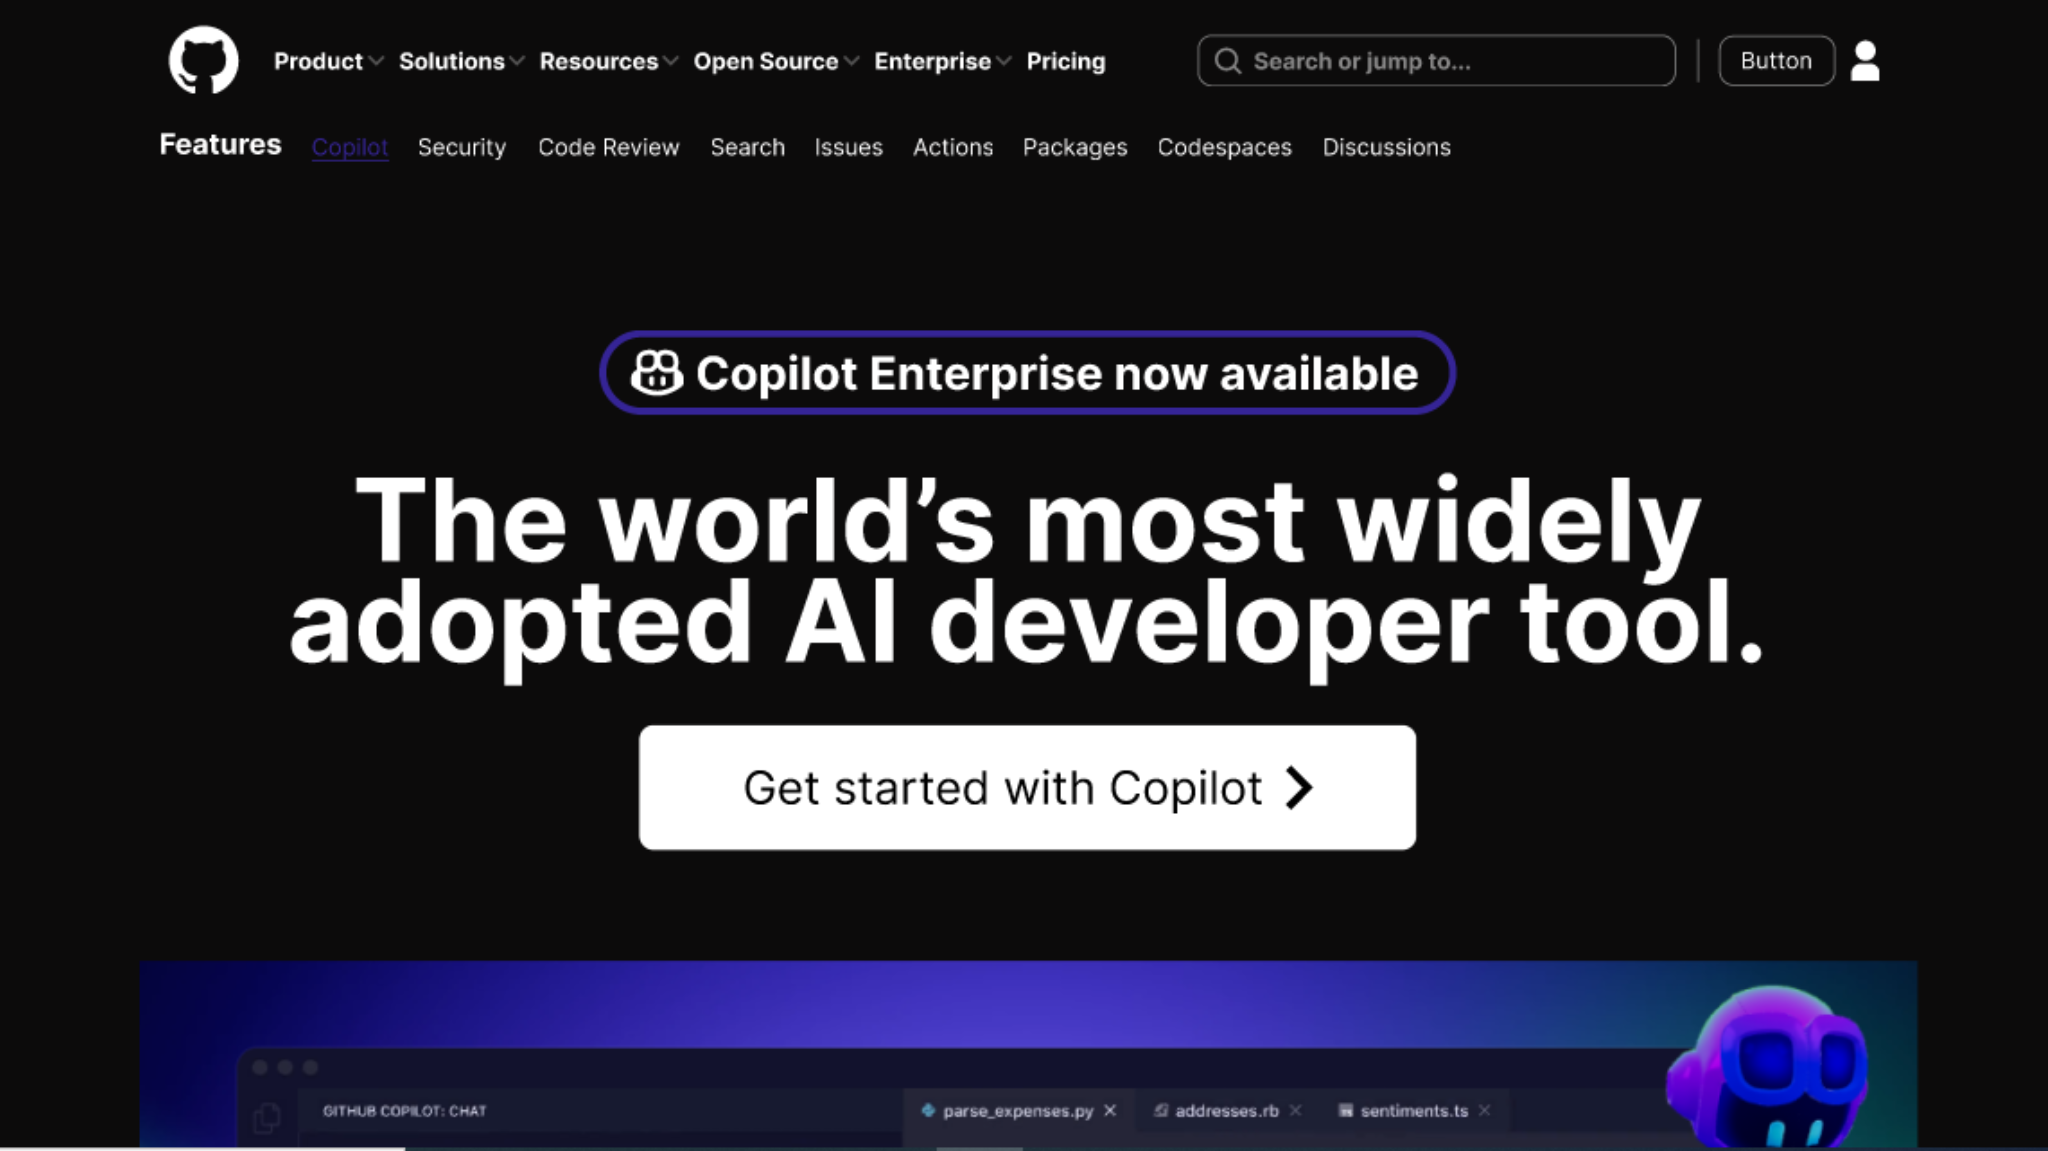 Product Solutions Resources Open Source Enterprise Pricing Search or jump to... Button
Features Copilot Security Code Review Search Issues Actions Packages Codespaces Discussions
Copilot Enterprise now available
The world’s most widely
adopted AI developer tool.
Get started with Copilot
GITHUB COPILOT: CHAT parse_expenses.py addresses.rb sentiments.ts